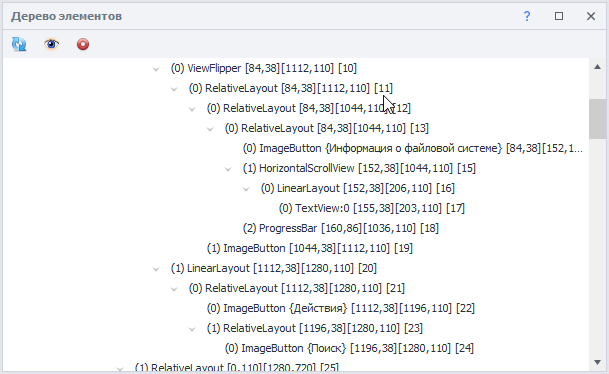 Дерево элементов
(0) ViewFlipper [84,38][1112,110] [10]
(0) RelativeLayout [84,38][1112,110] [11]
(0) RelativeLayout [84,38][1044,110] [12]
(0) RelativeLayout [84,38][1044,110] [13]
(0) ImageButton {Информация о файловой системе} [84,38][152,1...
(1) HorizontalScrollView [152,38][1044,110] [15]
(0) LinearLayout [152,38][206,110] [16]
(0) TextView:0 [155,38][203,110] [17]
(2) ProgressBar [160,86][1036,110] [18]
(1) ImageButton [1044,38][1112,110] [19]
(1) LinearLayout [1112,38][1280,110] [20]
(0) RelativeLayout [1112,38][1280,110] [21]
(0) ImageButton {Действия} [1112,38][1196,110] [22]
(1) RelativeLayout [1196,38][1280,110] [23]
(0) ImageButton {Поиск} [1196,38][1280,110] [24]
(1) RelativeLayout [0,110][1280,720] [25]